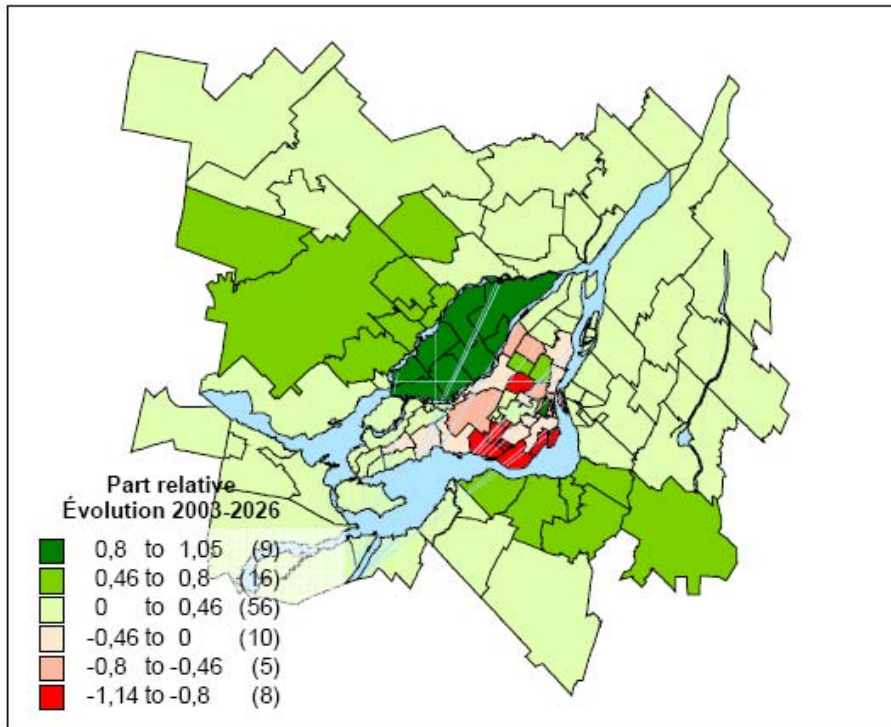 Part relative
Évolution 2003-2026
0,8 to 1,05 (9)
0,46 to 0,8 (16)
0 to 0,46 (56)
-0,46 to 0 (10)
-0,8 to -0,46 (5)
-1,14 to -0,8 (8)